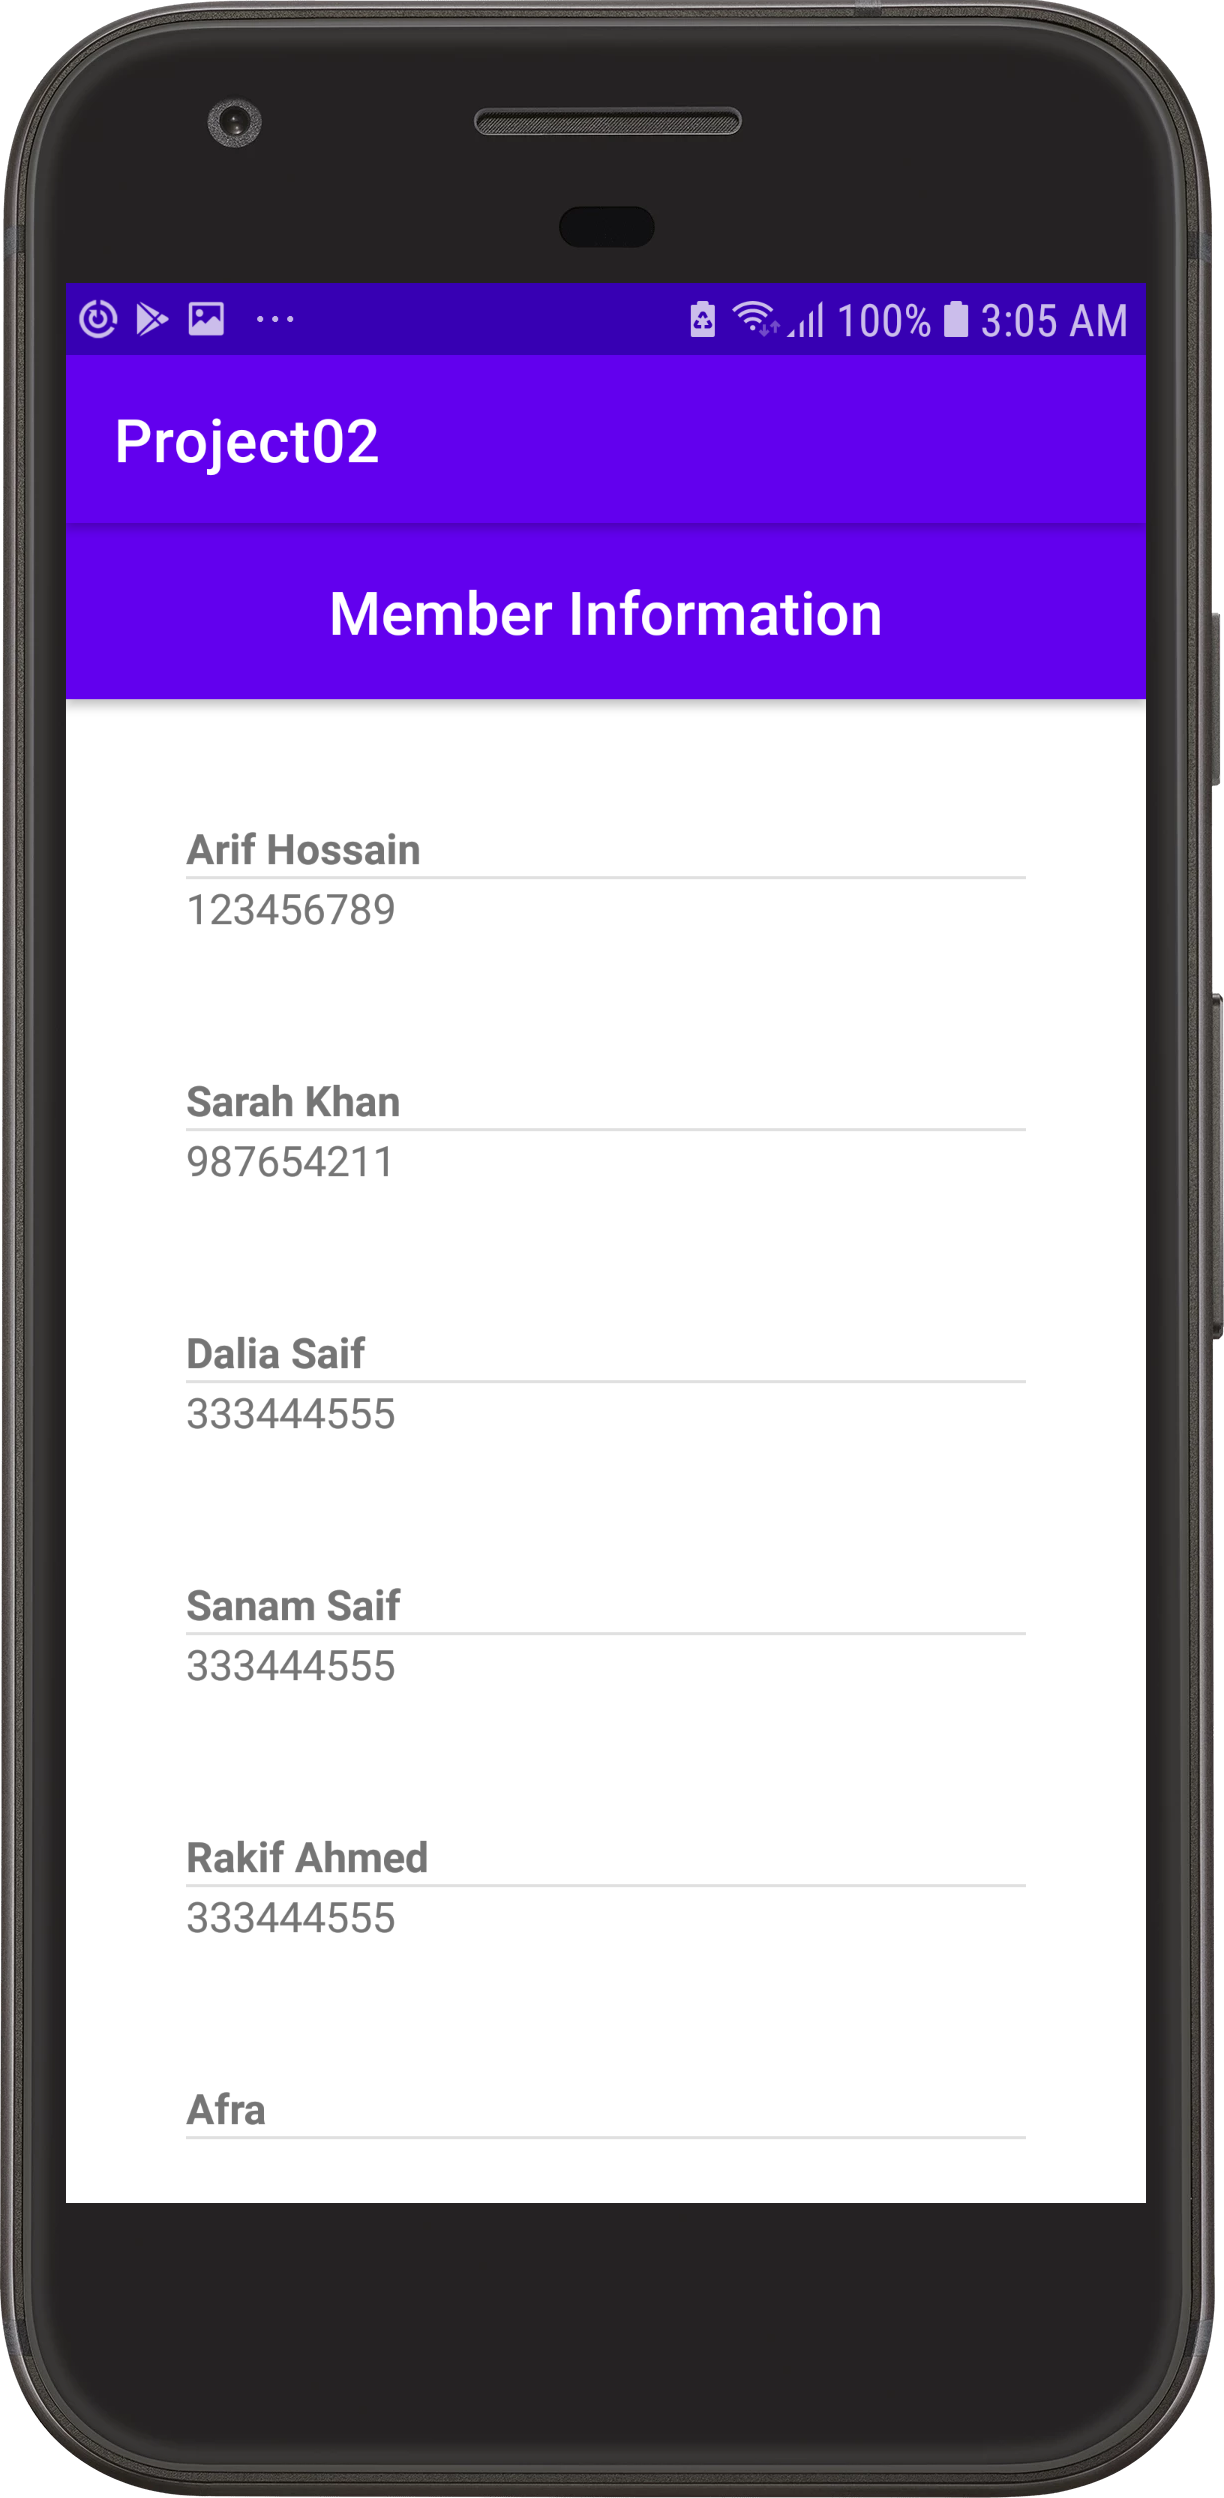 100% 3:05 AM
Project02
Member Information
Arif Hossain
123456789
Sarah Khan
987654211
Dalia Saif
333444555
Sanam Saif
333444555
Rakif Ahmed
333444555
Afra